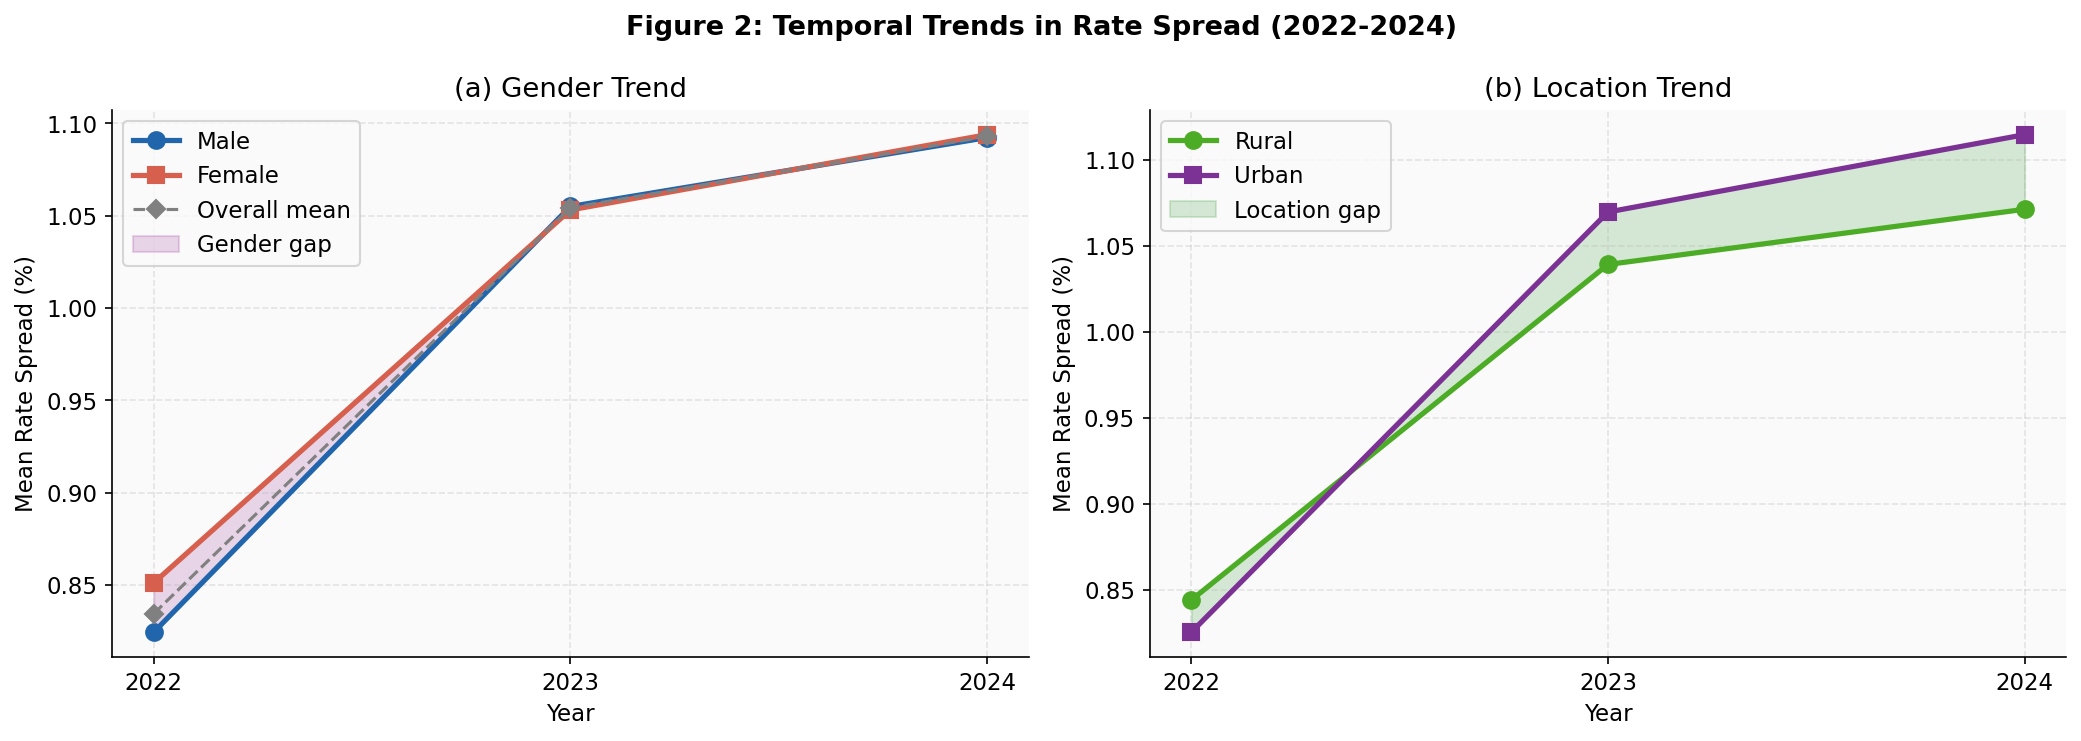 Figure 2: Temporal Trends in Rate Spread (2022-2024)
(a) Gender Trend
Mean Rate Spread (%)
1.10
1.05
1.00
0.95
0.90
0.85
Male
Female
Overall mean
Gender gap
2022 2023 2024
Year
(b) Location Trend
Mean Rate Spread (%)
1.10
1.05
1.00
0.95
0.90
0.85
Rural
Urban
Location gap
2022 2023 2024
Year